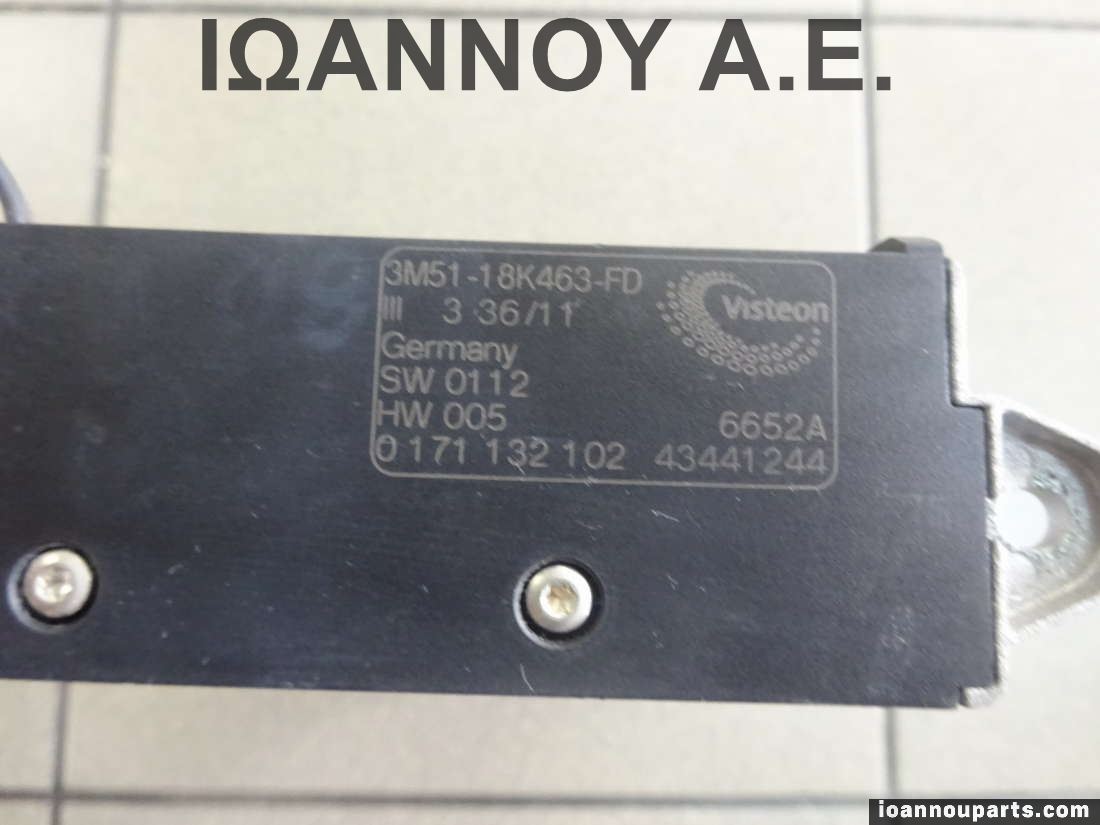 ΙΩΑΝΝΟΥ Α.Ε.
3M51-18K463-FD
Visteon
3 36/11
Germany
SW 0112
HW 005
6652A
0 171 132 102 43441244
ioannouparts.com